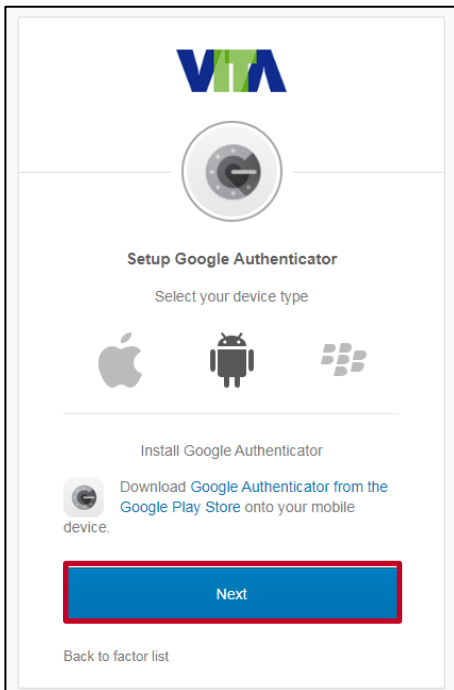 VITA
Setup Google Authenticator
Select your device type
Install Google Authenticator
Download Google Authenticator from the
Google Play Store onto your mobile
device.
Next
Back to factor list